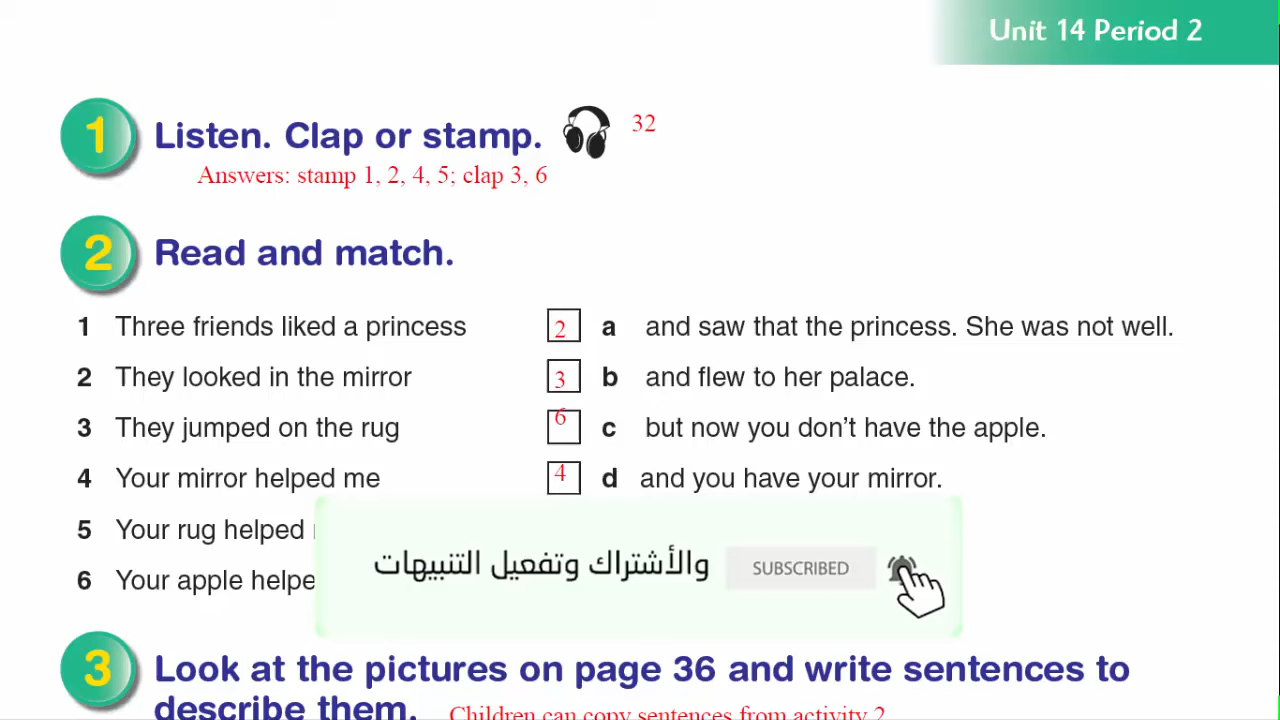 Unit 14 Period 2
1 Listen. Clap or stamp. 32
Answers: stamp 1, 2, 4, 5; clap 3, 6
2 Read and match.
1 Three friends liked a princess 2 a and saw that the princess. She was not well.
2 They looked in the mirror 3 b and flew to her palace.
3 They jumped on the rug 6 c but now you don't have the apple.
4 Your mirror helped me 4 d and you have your mirror.
5 Your rug helped
6 Your apple helpe
والأشتراك وتفعيل التنبيهات SUBSCRIBED
3 Look at the pictures on page 36 and write sentences to
describe them. Children can copy sentences from activity 2